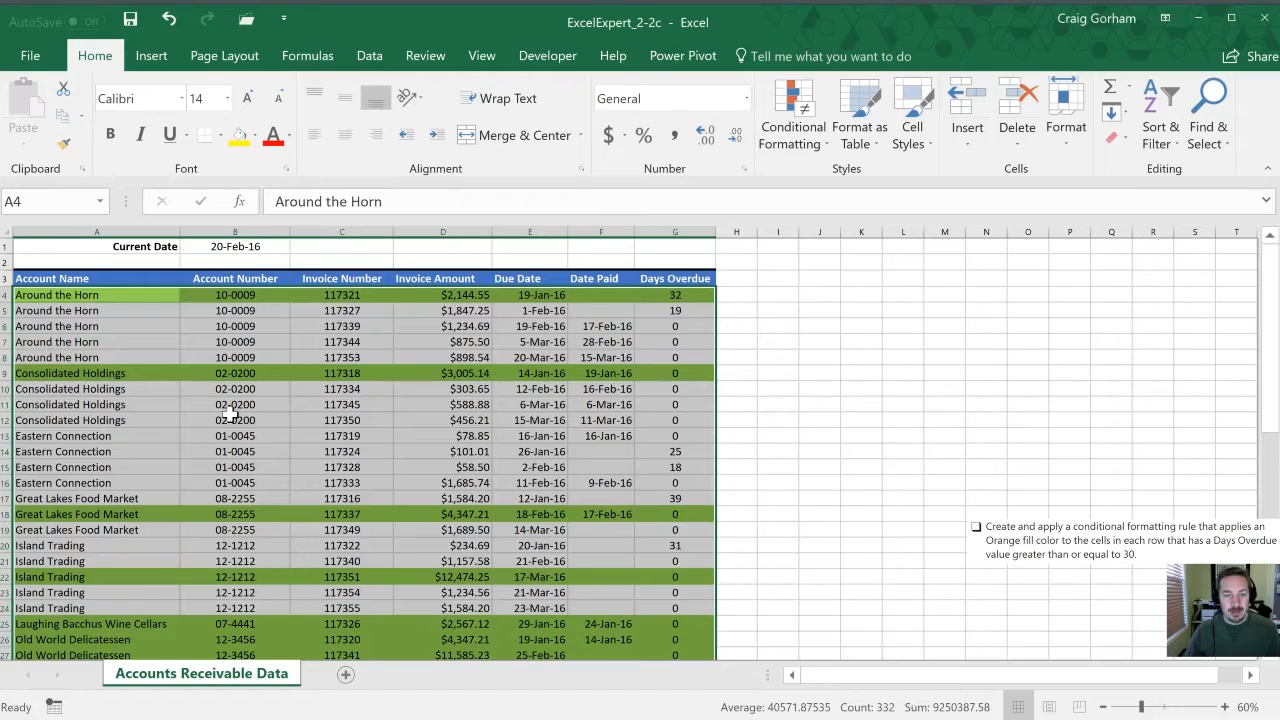 AutoSave Off ExcelExpert_2-2c - Excel Craig Gorham
File Home Insert Page Layout Formulas Data Review View Developer Help Power Pivot Tell me what you want to do Share
Calibri 14 Wrap Text General
Paste B I U A Merge & Center $ % , Conditional Formatting Format as Table Cell Styles Insert Delete Format Sort & Filter Find & Select
Clipboard Font Alignment Number Styles Cells Editing
A4 fx Around the Horn
A B C D E F G H I J K L M N O P Q R S T
1 Current Date 20-Feb-16
2
3 Account Name Account Number Invoice Number Invoice Amount Due Date Date Paid Days Overdue
4 Around the Horn 10-0009 117321 $2,144.55 19-Jan-16 32
5 Around the Horn 10-0009 117327 $1,847.25 1-Feb-16 19
6 Around the Horn 10-0009 117339 $1,234.69 19-Feb-16 17-Feb-16 0
7 Around the Horn 10-0009 117344 $875.50 5-Mar-16 28-Feb-16 0
8 Around the Horn 10-0009 117353 $898.54 20-Mar-16 15-Mar-16 0
9 Consolidated Holdings 02-0200 117318 $3,005.14 14-Jan-16 19-Jan-16 0
10 Consolidated Holdings 02-0200 117334 $303.65 12-Feb-16 16-Feb-16 0
11 Consolidated Holdings 02-0200 117345 $588.88 6-Mar-16 6-Mar-16 0
12 Consolidated Holdings 02-0200 117350 $456.21 15-Mar-16 11-Mar-16 0
13 Eastern Connection 01-0045 117319 $78.85 16-Jan-16 16-Jan-16 0
14 Eastern Connection 01-0045 117324 $101.01 26-Jan-16 25
15 Eastern Connection 01-0045 117328 $58.50 2-Feb-16 18
16 Eastern Connection 01-0045 117333 $1,685.74 11-Feb-16 9-Feb-16 0
17 Great Lakes Food Market 08-2255 117316 $1,584.20 12-Jan-16 39
18 Great Lakes Food Market 08-2255 117337 $4,347.21 18-Feb-16 17-Feb-16 0
19 Great Lakes Food Market 08-2255 117349 $1,689.50 14-Mar-16 0
20 Island Trading 12-1212 117322 $234.69 20-Jan-16 31
21 Island Trading 12-1212 117340 $1,157.58 21-Feb-16 0
22 Island Trading 12-1212 117351 $12,474.25 17-Mar-16 0
23 Island Trading 12-1212 117354 $1,234.56 21-Mar-16 0
24 Island Trading 12-1212 117355 $1,584.20 23-Mar-16 0
25 Laughing Bacchus Wine Cellars 07-4441 117326 $2,567.12 29-Jan-16 24-Jan-16 0
26 Old World Delicatessen 12-3456 117320 $4,347.21 19-Jan-16 14-Jan-16 0
27 Old World Delicatessen 12-3456 117341 $11,585.23 25-Feb-16 0
Create and apply a conditional formatting rule that applies an
Orange fill color to the cells in each row that has a Days Overdue
value greater than or equal to 30.
Accounts Receivable Data
Ready Average: 40571.87535 Count: 332 Sum: 9250387.58 60%